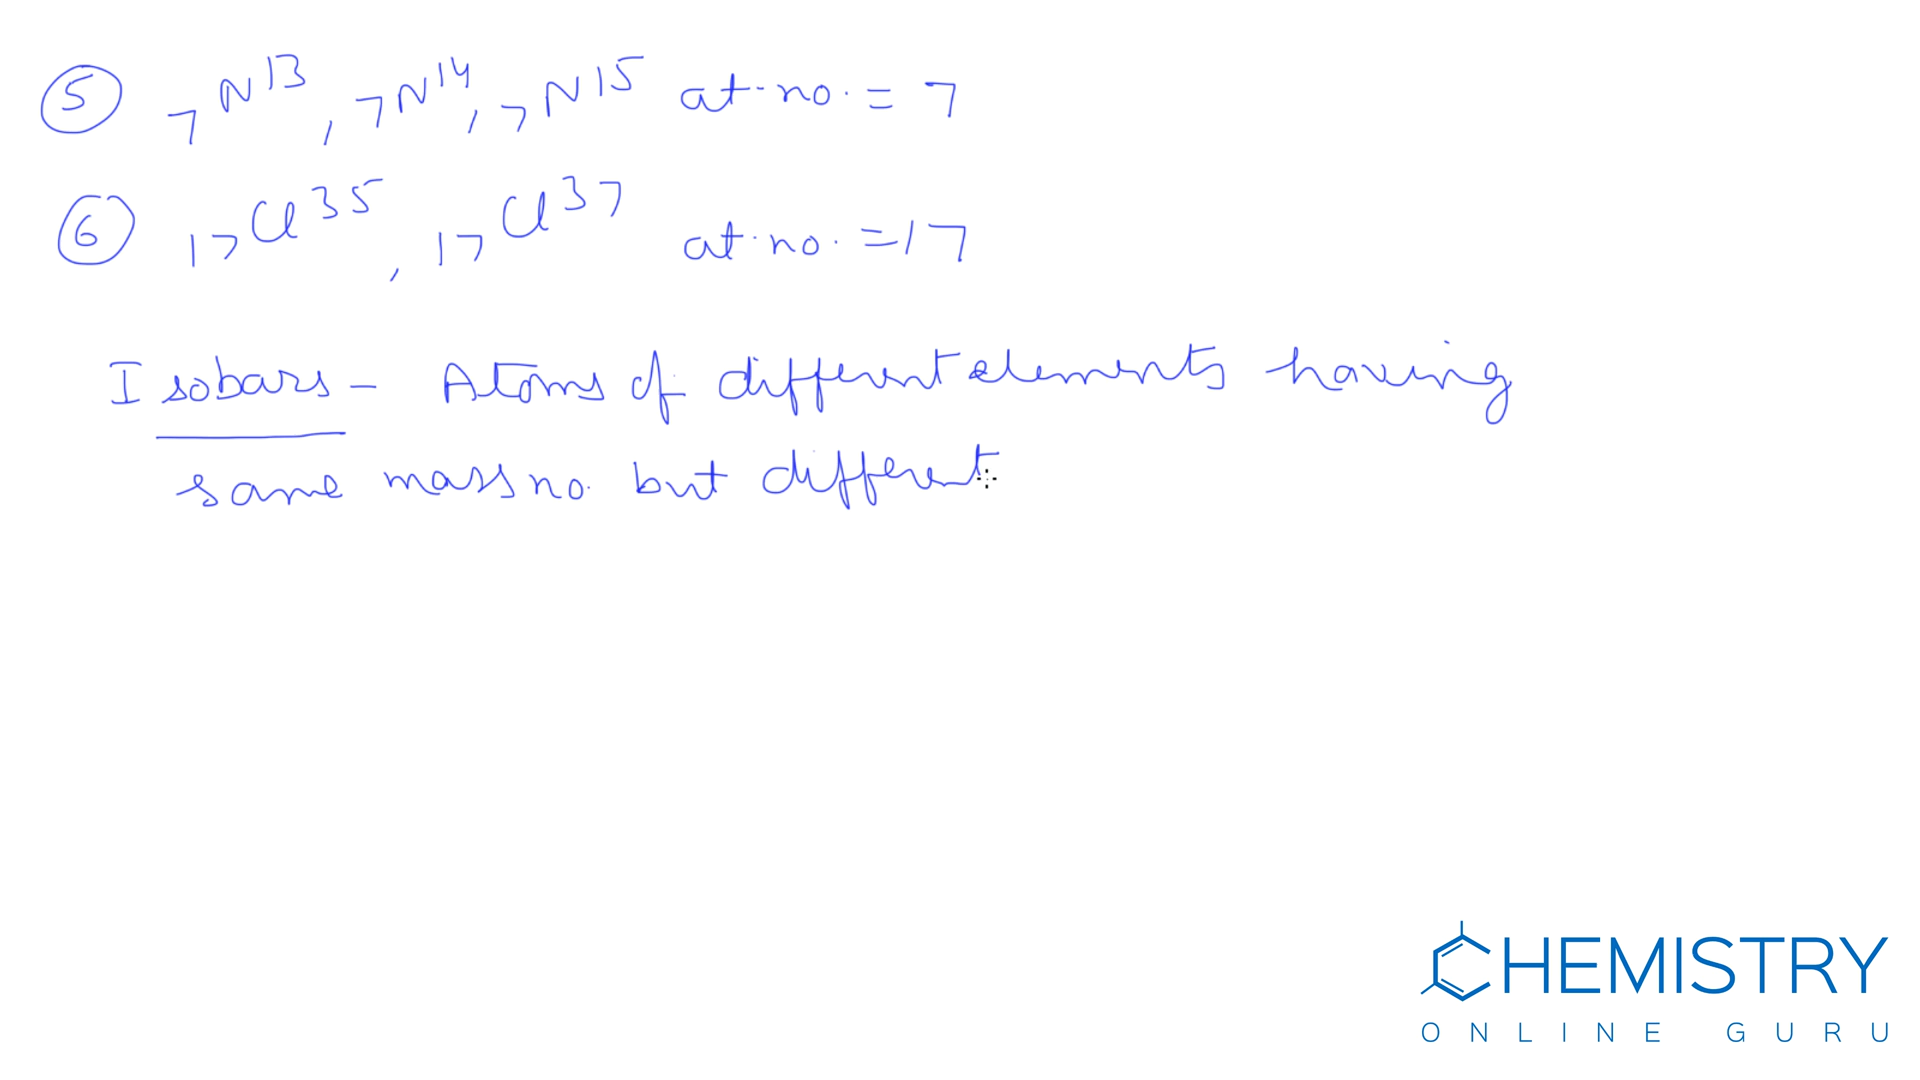 5 ₇N¹³, ₇N¹⁴, ₇N¹⁵ at. no. = 7
6 ₁₇Cl³⁵, ₁₇Cl³⁷ at. no. = 17
Isobars - Atoms of different elements having
same mass no. but different
CHEMISTRY
ONLINE GURU